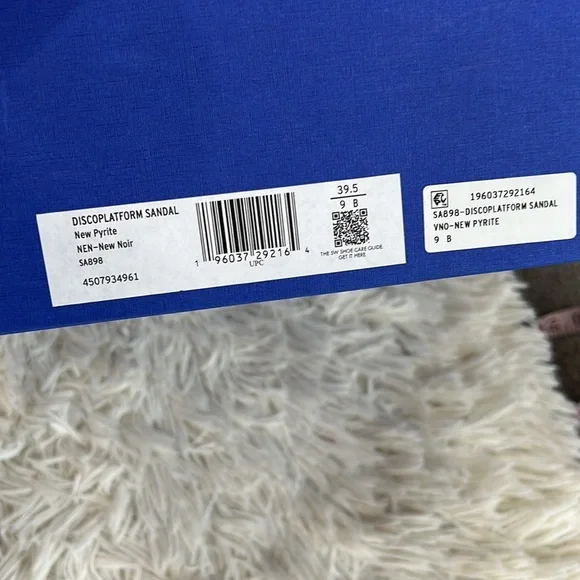 DISCOPLATFORM SANDAL
New Pyrite
NEN-New Noir
SA898
4507934961
1 96037 29216 4
UPC
39.5
9 B
THE SW SHOE CARE GUIDE.
GET IT ON.
196037292164
SA898-DISCOPLATFORM SANDAL
VNO-NEW PYRITE
9 B